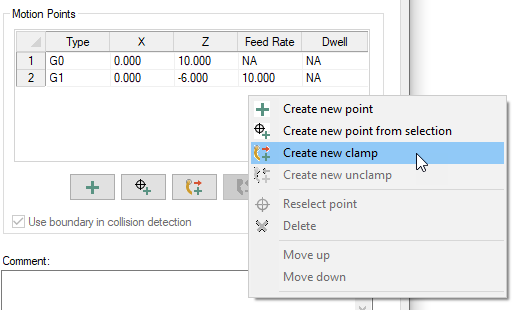 Motion Points
Type X Z Feed Rate Dwell
1 G0 0.000 10.000 NA NA
2 G1 0.000 -6.000 10.000 NA
Create new point
Create new point from selection
Create new clamp
Create new unclamp
Reselect point
Delete
Move up
Move down
Use boundary in collision detection
Comment: